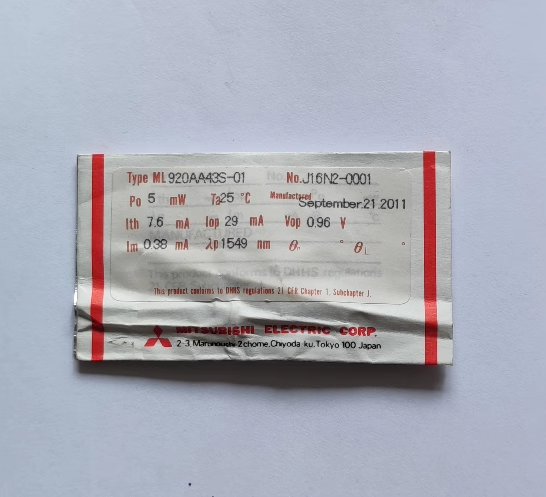 Type ML920AA43S-01 No.J16N2-0001
Po 5 mW Ta25 °C Manufactured September.21 2011
Ith 7.6 mA Iop 29 mA Vop 0.96 V
Im 0.38 mA λp1549 nm θ ° θ °
This product conforms to DHHS regulations 21 CFR Chapter 1, Subchapter J.
MITSUBISHI ELECTRIC CORP.
2-3, Marunouchi 2chome, Chiyoda ku, Tokyo 100 Japan